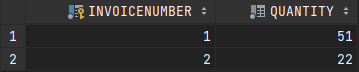 INVOICENUMBER QUANTITY
1 1 51
2 2 22